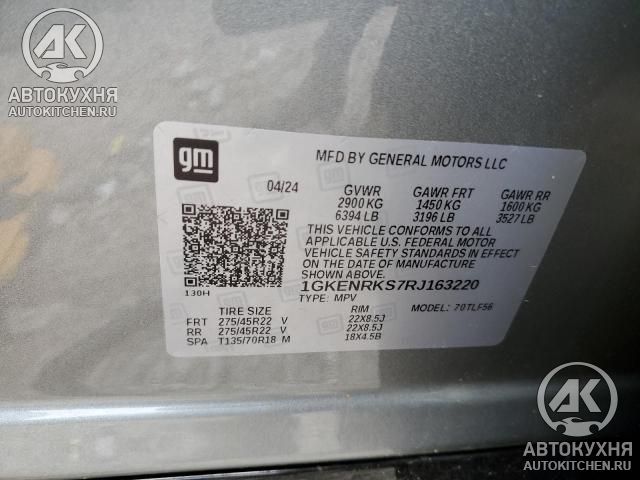 AK
АВТОКУХНЯ
AUTOKITCHEN.RU
gm
MFD BY GENERAL MOTORS LLC
04/24
GVWR GAWR FRT GAWR RR
2900 KG 1450 KG 1600 KG
6394 LB 3196 LB 3527 LB
THIS VEHICLE CONFORMS TO ALL
APPLICABLE U.S. FEDERAL MOTOR
VEHICLE SAFETY STANDARDS IN EFFECT
ON THE DATE OF MANUFACTURE
SHOWN ABOVE.
1GKENRKS7RJ163220
TYPE: MPV MODEL: 70TLF56
130H
TIRE SIZE RIM
FRT 275/45R22 V 22X8.5J
RR 275/45R22 V 22X8.5J
SPA T135/70R18 M 18X4.5B
AK
АВТОКУХНЯ
AUTOKITCHEN.RU